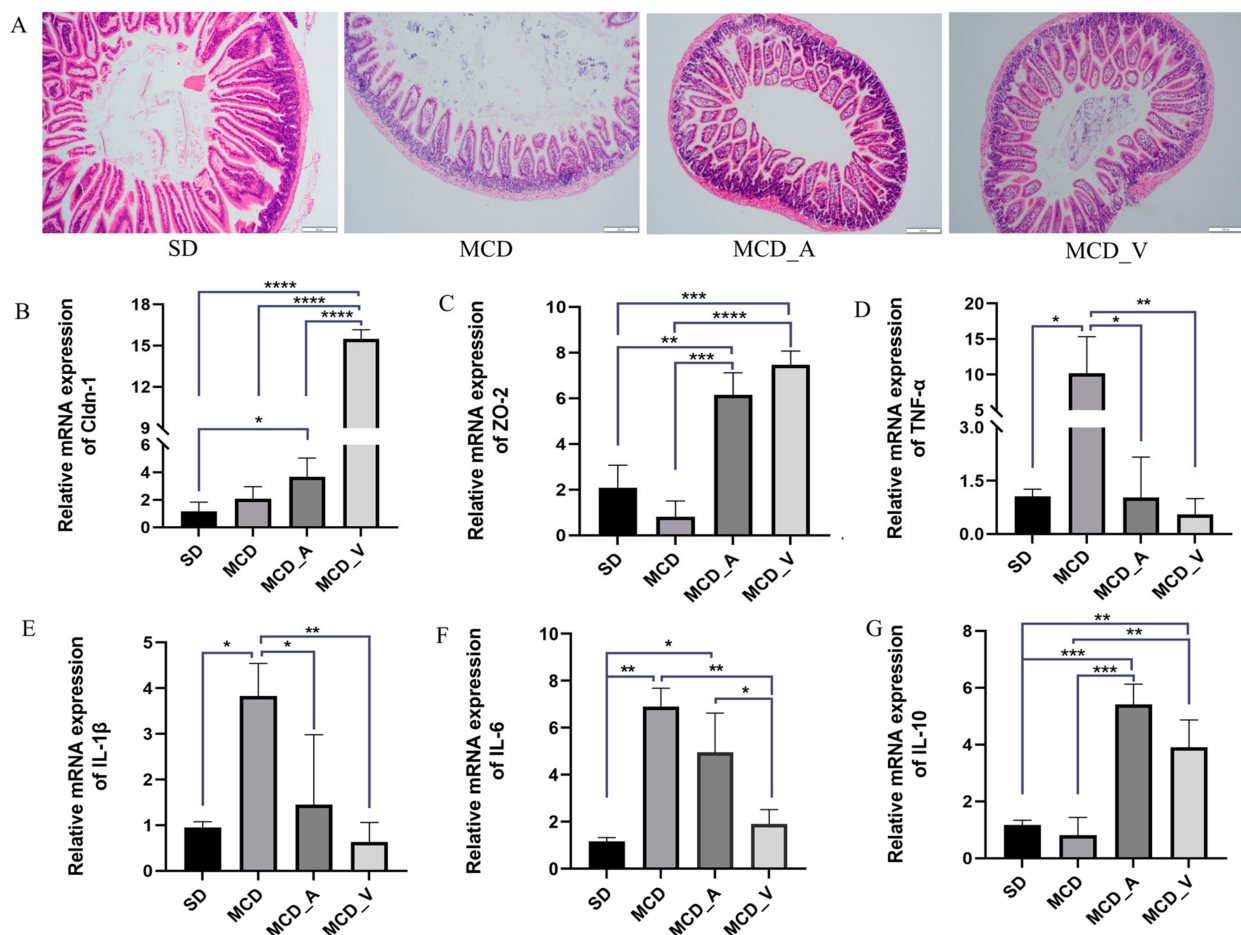 A
SD
MCD
MCD_A
MCD_V
B
Relative mRNA expression
of Cldn-1
18
15
12
9
6
4
2
0
****
****
****
*
SD
MCD
MCD_A
MCD_V
C
Relative mRNA expression
of ZO-2
10
8
6
4
2
0
***
****
**
***
SD
MCD
MCD_A
MCD_V
D
Relative mRNA expression
of TNF-α
20
15
10
5
3.0
1.5
0.0
*
**
*
SD
MCD
MCD_A
MCD_V
E
Relative mRNA expression
of IL-1β
5
4
3
2
1
0
*
**
*
SD
MCD
MCD_A
MCD_V
F
Relative mRNA expression
of IL-6
10
8
6
4
2
0
*
**
**
*
SD
MCD
MCD_A
MCD_V
G
Relative mRNA expression
of IL-10
8
6
4
2
0
**
**
***
***
SD
MCD
MCD_A
MCD_V